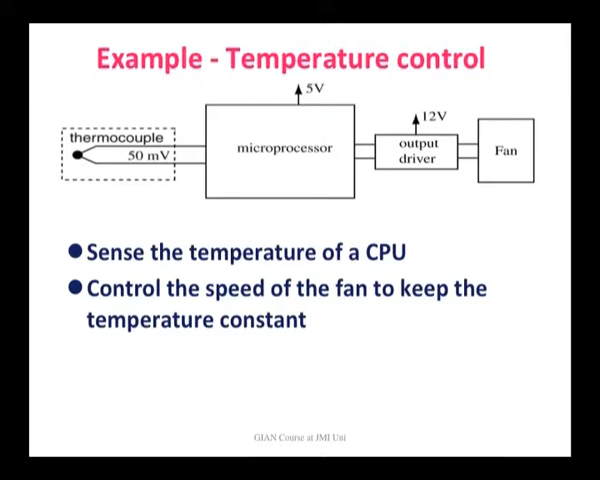 Example - Temperature control
5V
12V
thermocouple
50 mV
microprocessor
output
driver
Fan
Sense the temperature of a CPU
Control the speed of the fan to keep the
temperature constant
GIAN Course at JMI Uni